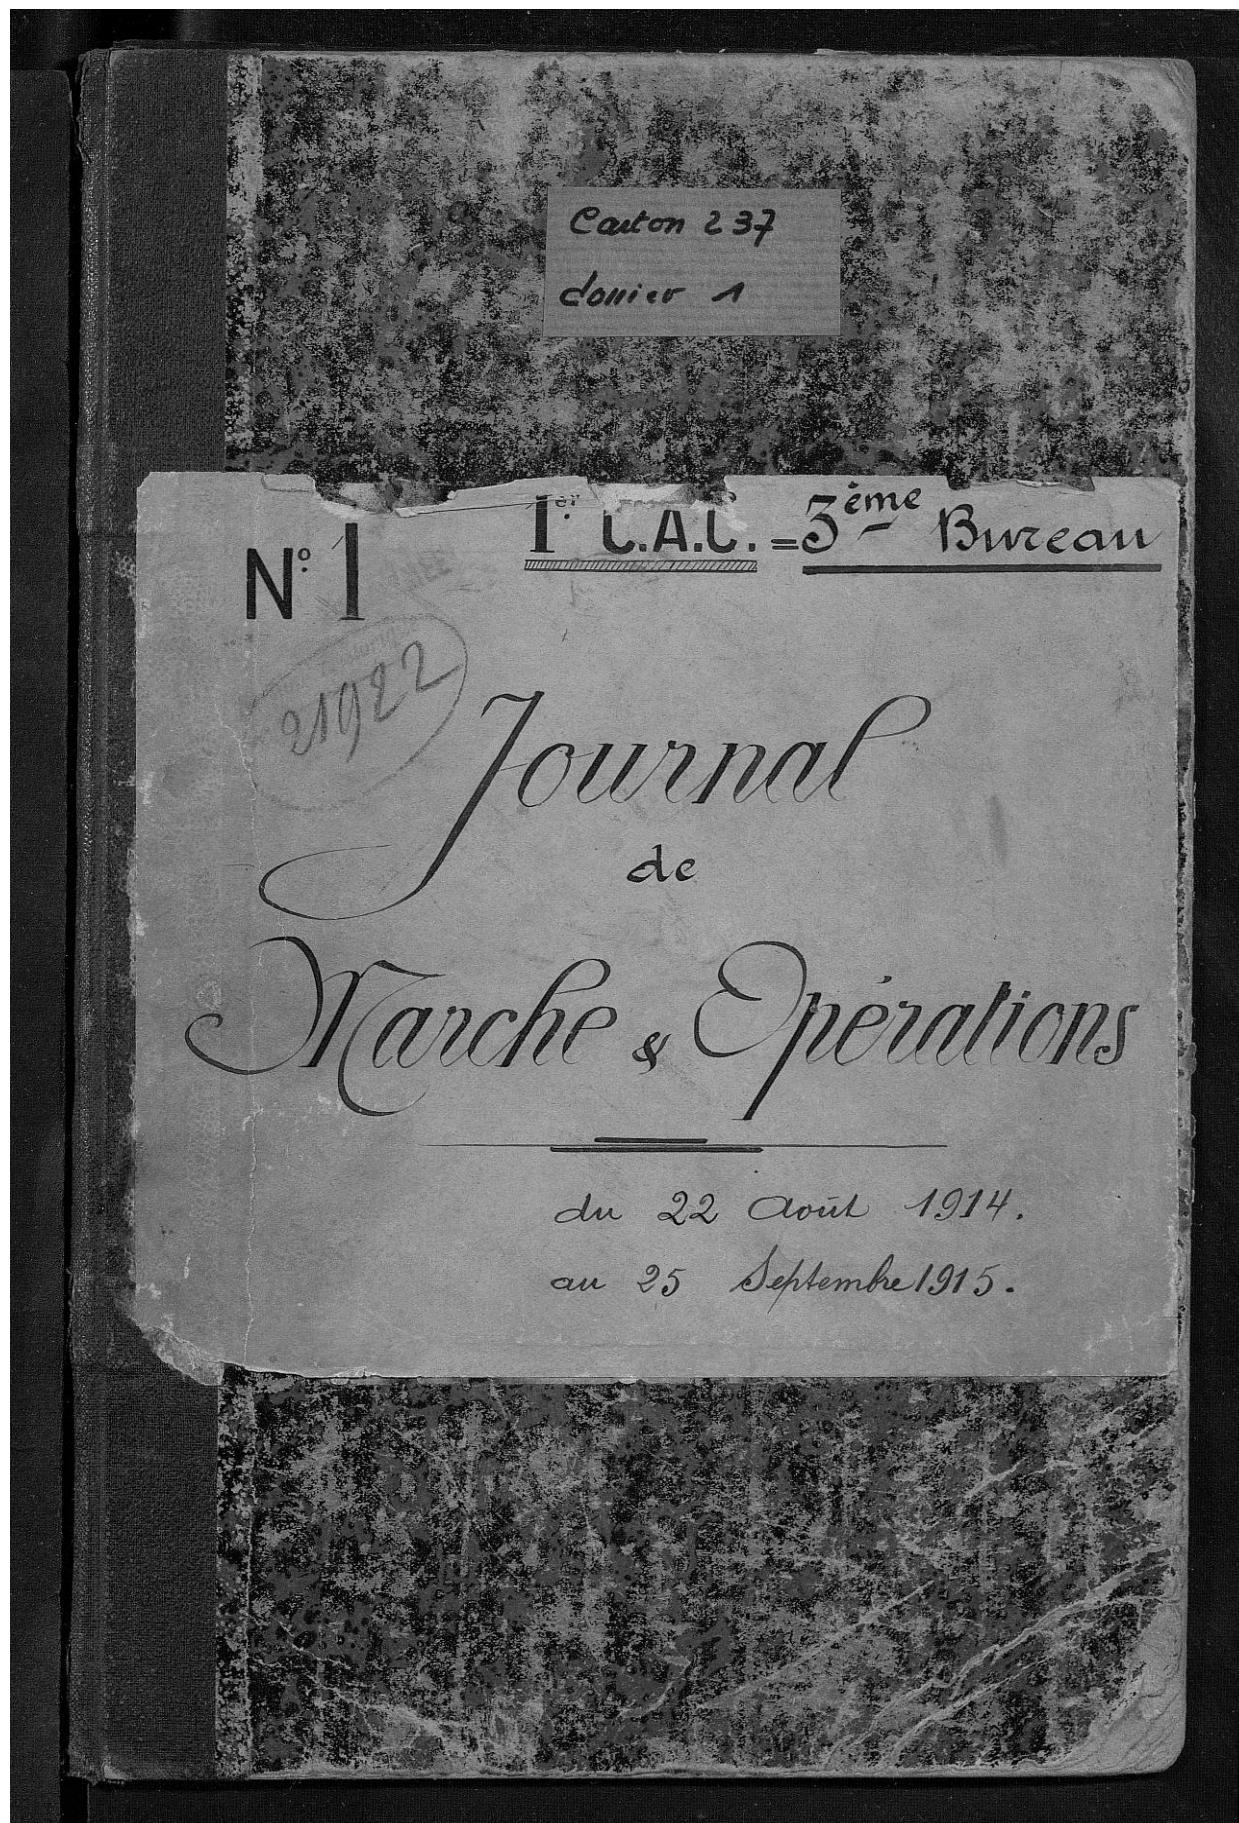 Carton 237
dossier 1
1er C.A.C. = 3ème Bureau
N° 1
21922
Journal
de
Marche & Opérations
du 22 Août 1914.
au 25 Septembre 1915.